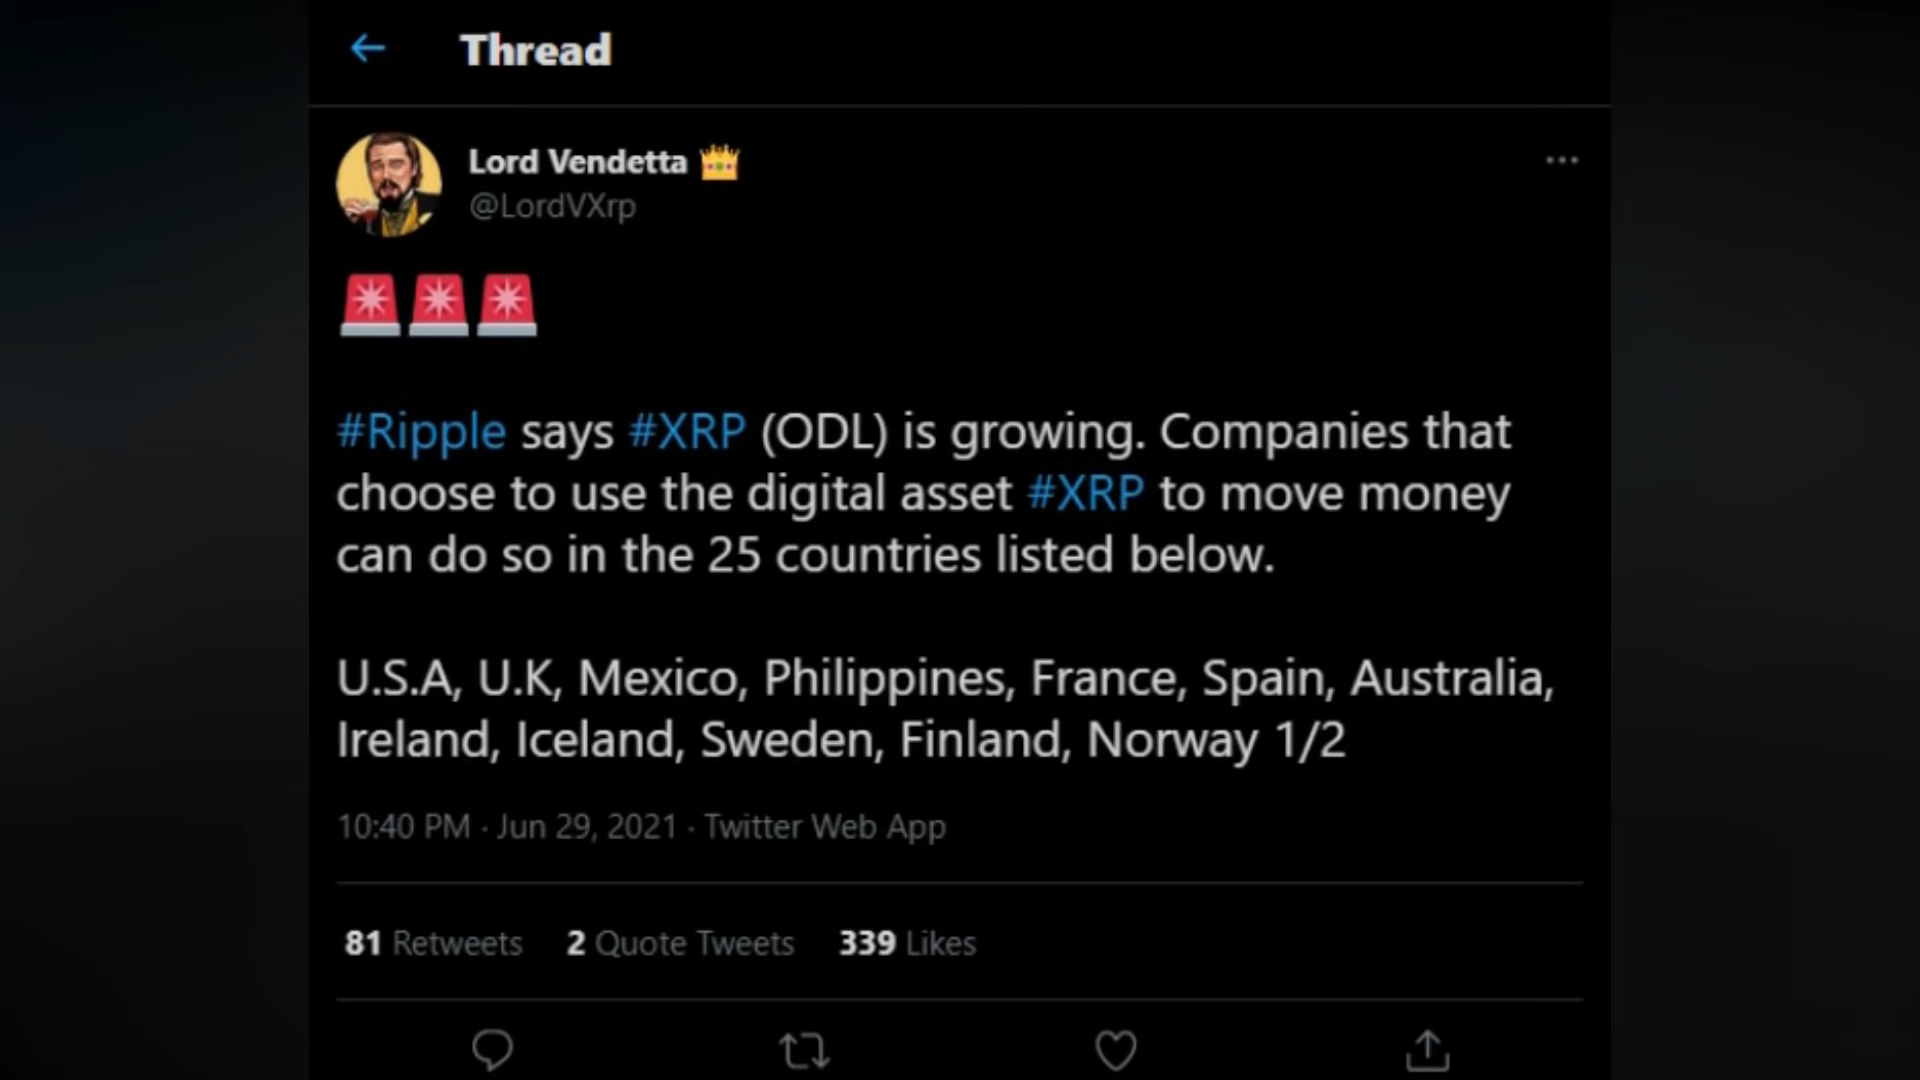 Thread
Lord Vendetta 👑
@LordVXrp
🚨🚨🚨
#Ripple says #XRP (ODL) is growing. Companies that
choose to use the digital asset #XRP to move money
can do so in the 25 countries listed below.
U.S.A, U.K, Mexico, Philippines, France, Spain, Australia,
Ireland, Iceland, Sweden, Finland, Norway 1/2
10:40 PM · Jun 29, 2021 · Twitter Web App
81 Retweets 2 Quote Tweets 339 Likes